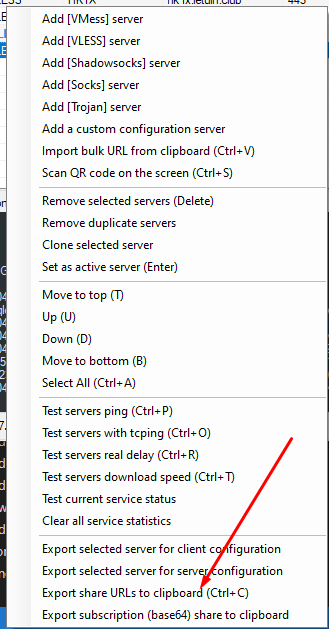 HKTX
letuin.club
443
Add [VMess] server
Add [VLESS] server
Add [Shadowsocks] server
Add [Socks] server
Add [Trojan] server
Add a custom configuration server
Import bulk URL from clipboard (Ctrl+V)
Scan QR code on the screen (Ctrl+S)
Remove selected servers (Delete)
Remove duplicate servers
Clone selected server
Set as active server (Enter)
Move to top (T)
Up (U)
Down (D)
Move to bottom (B)
Select All (Ctrl+A)
Test servers ping (Ctrl+P)
Test servers with tcping (Ctrl+O)
Test servers real delay (Ctrl+R)
Test servers download speed (Ctrl+T)
Test current service status
Clear all service statistics
Export selected server for client configuration
Export selected server for server configuration
Export share URLs to clipboard (Ctrl+C)
Export subscription (base64) share to clipboard